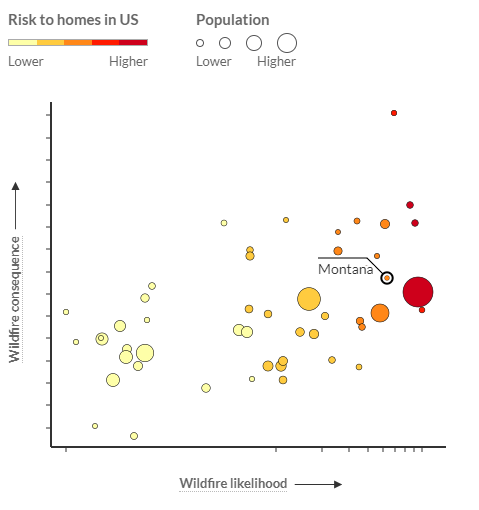 Risk to homes in US
Lower Higher
Population
Lower Higher
Wildfire consequence
Montana
Wildfire likelihood